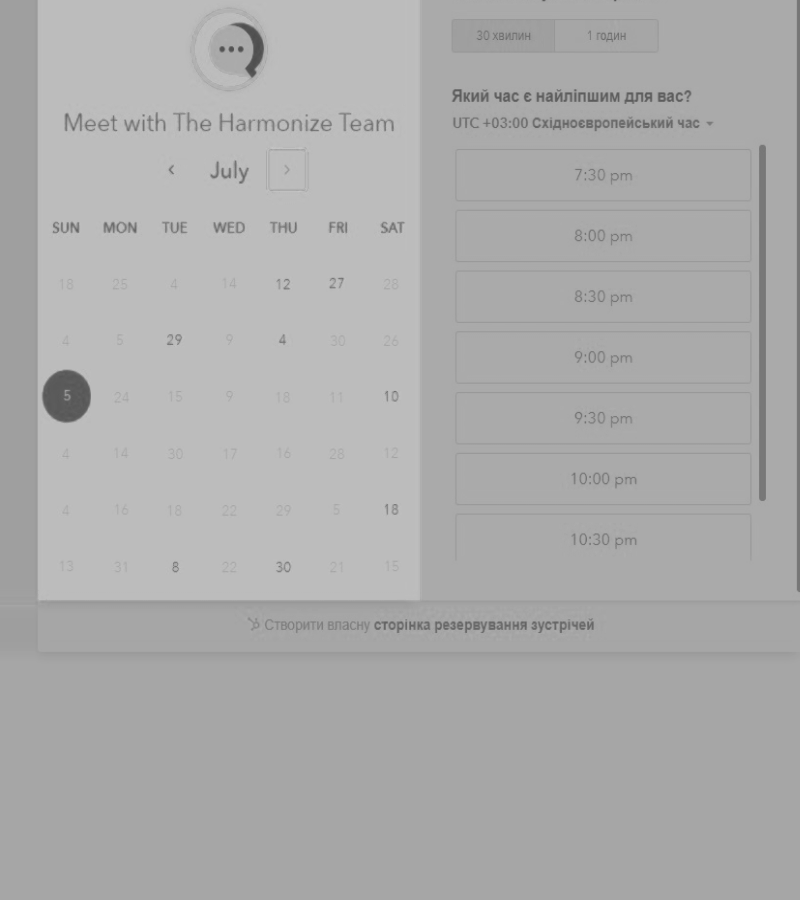 Meet with The Harmonize Team
July
SUN MON TUE WED THU FRI SAT
18 25 4 14 12 27 28
4 5 29 9 4 30 26
5 24 15 9 18 11 10
4 14 30 17 16 28 12
4 16 18 22 29 5 18
13 31 8 22 30 21 15
30 хвилин 1 годин
Який час є найліпшим для вас?
UTC +03:00 Східноєвропейський час
7:30 pm
8:00 pm
8:30 pm
9:00 pm
9:30 pm
10:00 pm
10:30 pm
Створити власну сторінка резервування зустрічей